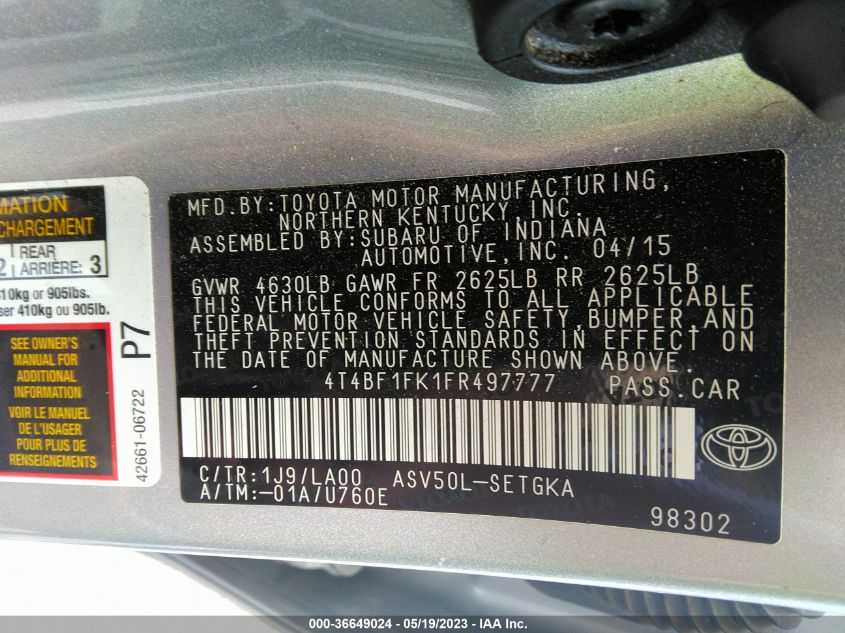 MATION
CHARGEMENT
2 REAR
ARRIÈRE: 3
410kg or 905lbs.
ser 410kg ou 905lb.
SEE OWNER'S
MANUAL FOR
ADDITIONAL
INFORMATION
VOIR LE MANUEL
DE L'USAGER
POUR PLUS DE
RENSEIGNEMENTS
P7
42661-06722
MFD.BY:TOYOTA MOTOR MANUFACTURING,
NORTHERN KENTUCKY, INC.
ASSEMBLED BY:SUBARU OF INDIANA
AUTOMOTIVE,INC. 04/15
GVWR 4630LB GAWR FR 2625LB RR 2625LB
THIS VEHICLE CONFORMS TO ALL APPLICABLE
FEDERAL MOTOR VEHICLE SAFETY,BUMPER,AND
THEFT PREVENTION STANDARDS IN EFFECT ON
THE DATE OF MANUFACTURE SHOWN ABOVE.
4T4BF1FK1FR497777 PASS.CAR
C/TR:1J9/LA00 ASV50L-SETGKA
A/TM:-01A/U760E
98302
000-36649024 - 05/19/2023 - IAA Inc.